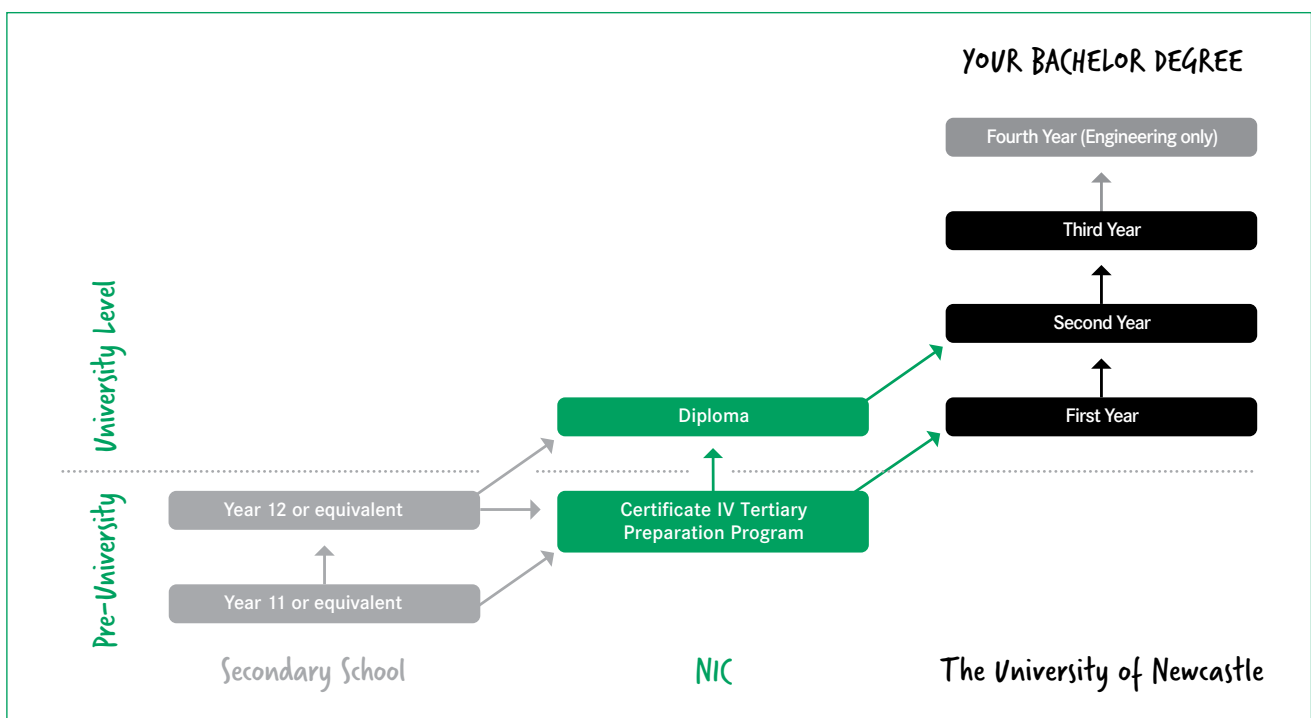 YOUR BACHELOR DEGREE
Fourth Year (Engineering only)
Third Year
Second Year
First Year
University Level
Diploma
Pre-University
Year 12 or equivalent
Certificate IV Tertiary
Preparation Program
Year 11 or equivalent
Secondary School
NIC
The University of Newcastle